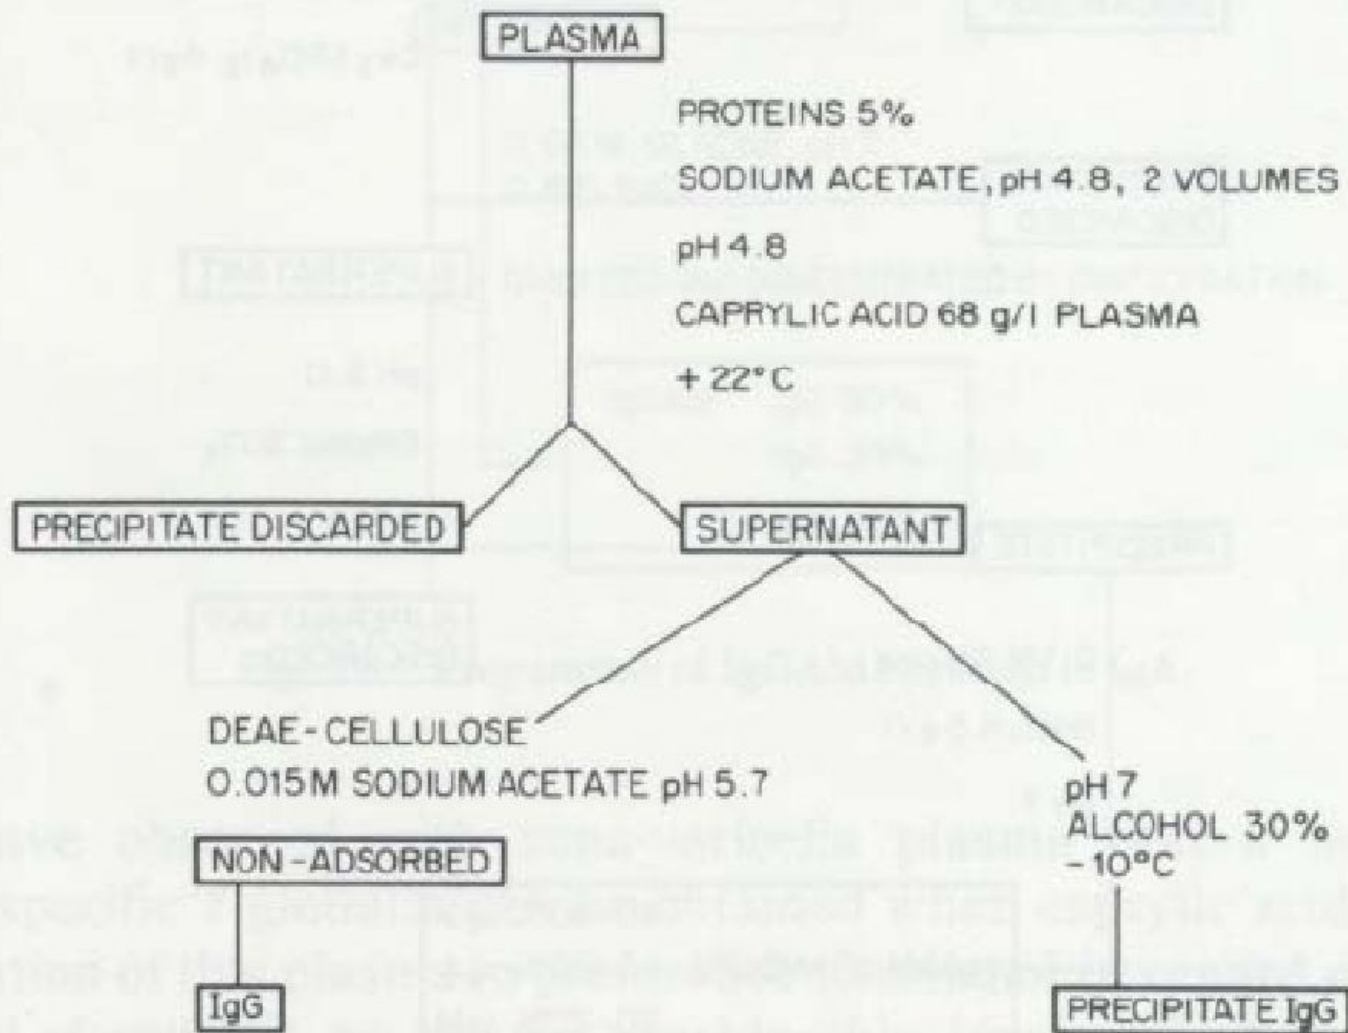 PLASMA
PROTEINS 5%
SODIUM ACETATE, pH 4.8, 2 VOLUMES
pH 4.8
CAPRYLIC ACID 68 g/l PLASMA
+ 22°C
PRECIPITATE DISCARDED
SUPERNATANT
DEAE-CELLULOSE
0.015M SODIUM ACETATE pH 5.7
NON-ADSORBED
IgG
pH 7
ALCOHOL 30%
- 10°C
PRECIPITATE IgG